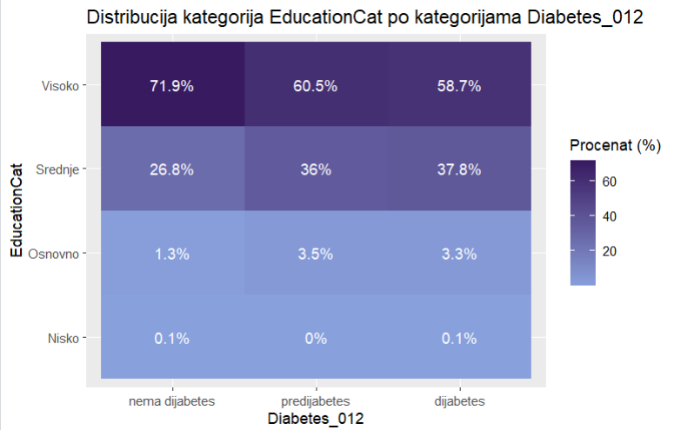 Distribucija kategorija EducationCat po kategorijama Diabetes_012
Visoko
71.9%
60.5%
58.7%
Srednje
26.8%
36%
37.8%
Osnovno
1.3%
3.5%
3.3%
Nisko
0.1%
0%
0.1%
nema dijabetes
predijabetes
dijabetes
Diabetes_012
EducationCat
Procenat (%)
60
40
20